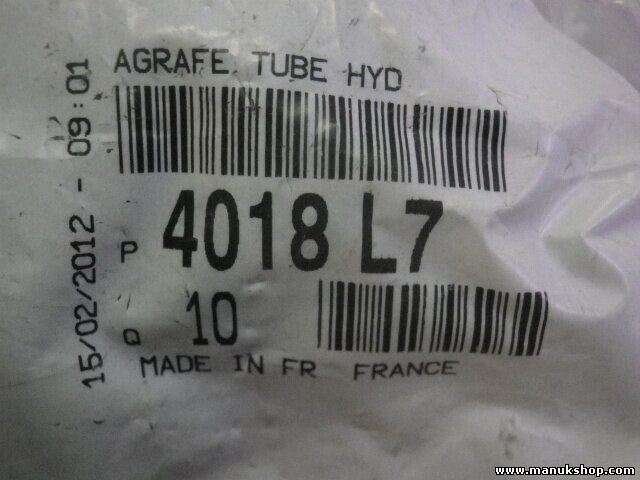 AGRAFE TUBE HYD
P 4018 L7
Q 10
MADE IN FR FRANCE
15/02/2012 - 09:01
www.manukshop.com